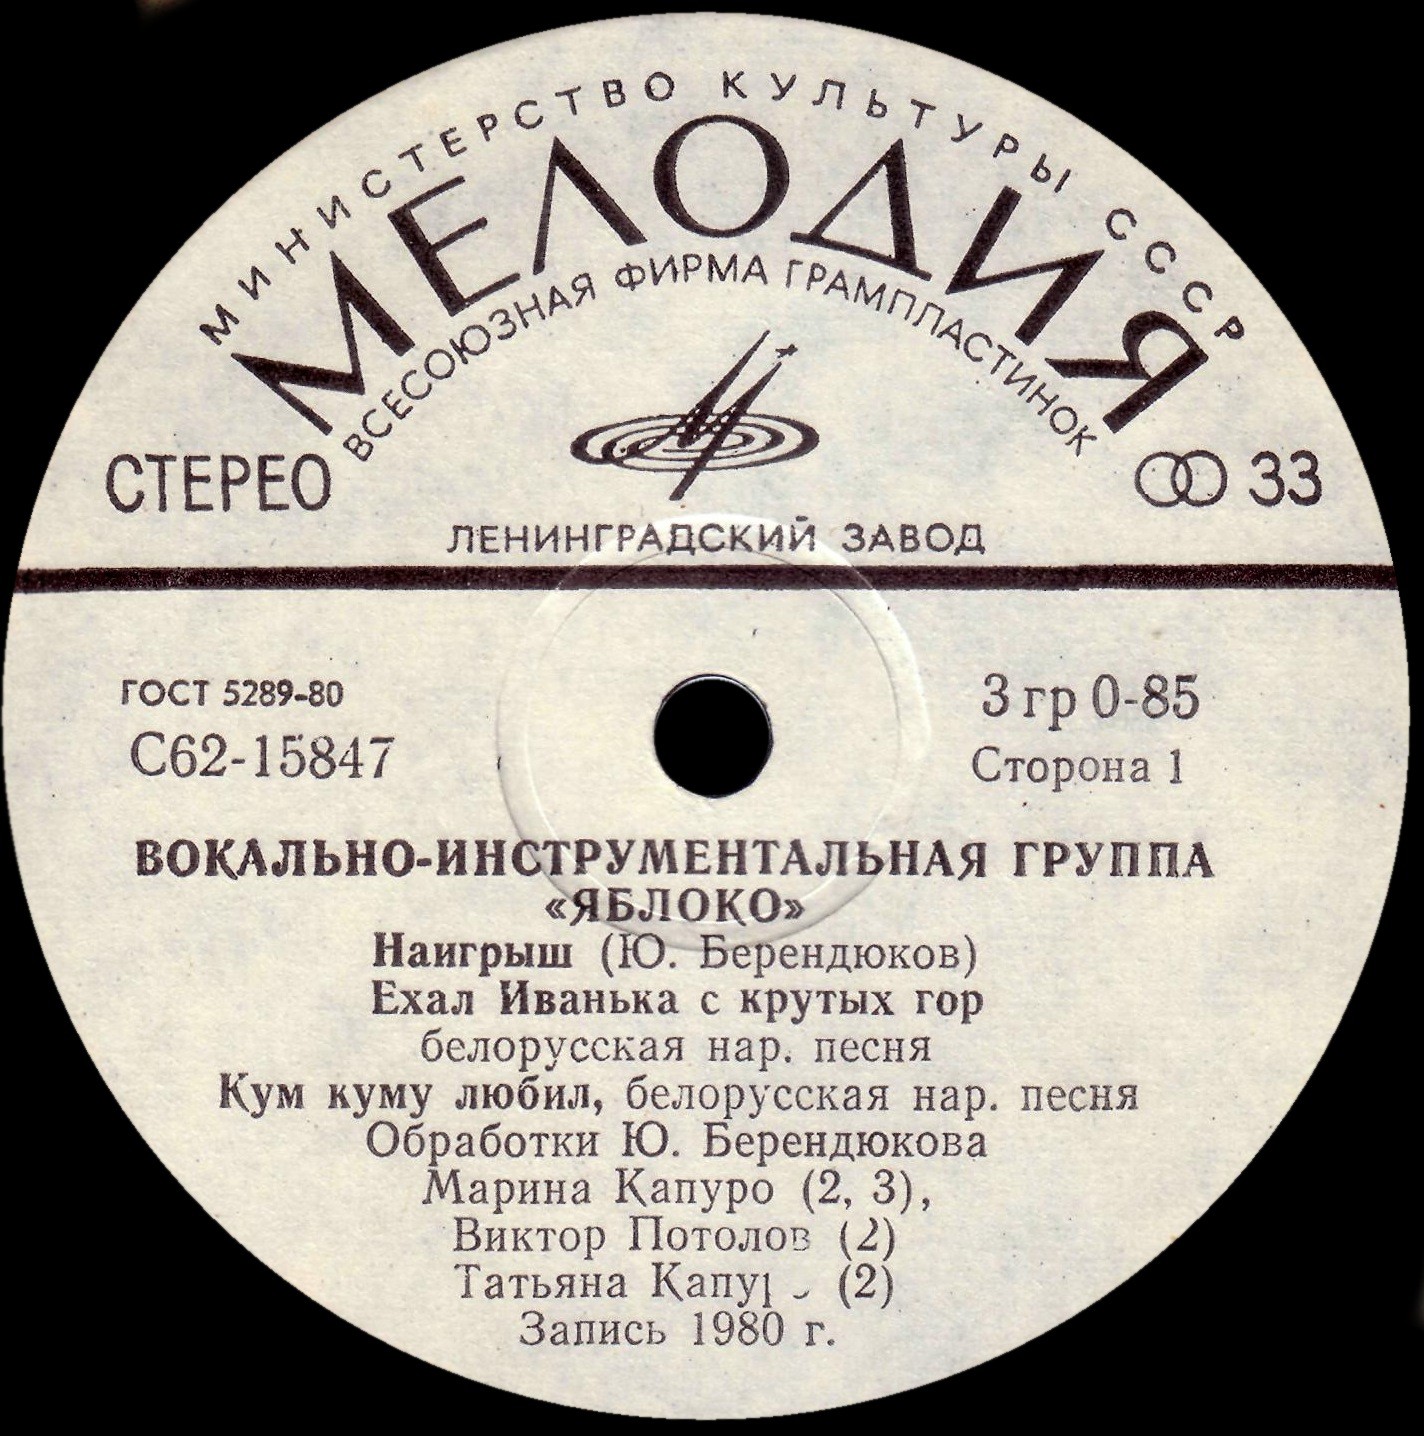 МИНИСТЕРСТВО КУЛЬТУРЫ СССР
МЕЛОДИЯ
ВСЕСОЮЗНАЯ ФИРМА ГРАМПЛАСТИНОК
СТЕРЕО
33
ЛЕНИНГРАДСКИЙ ЗАВОД
ГОСТ 5289-80
3 гр 0-85
С62-15847
Сторона 1
ВОКАЛЬНО-ИНСТРУМЕНТАЛЬНАЯ ГРУППА
«ЯБЛОКО»
Наигрыш (Ю. Берендюков)
Ехал Иванька с крутых гор
белорусская нар. песня
Кум куму любил, белорусская нар. песня
Обработки Ю. Берендюкова
Марина Капуро (2, 3),
Виктор Потолов (2)
Татьяна (2)
Запись 1980 г.